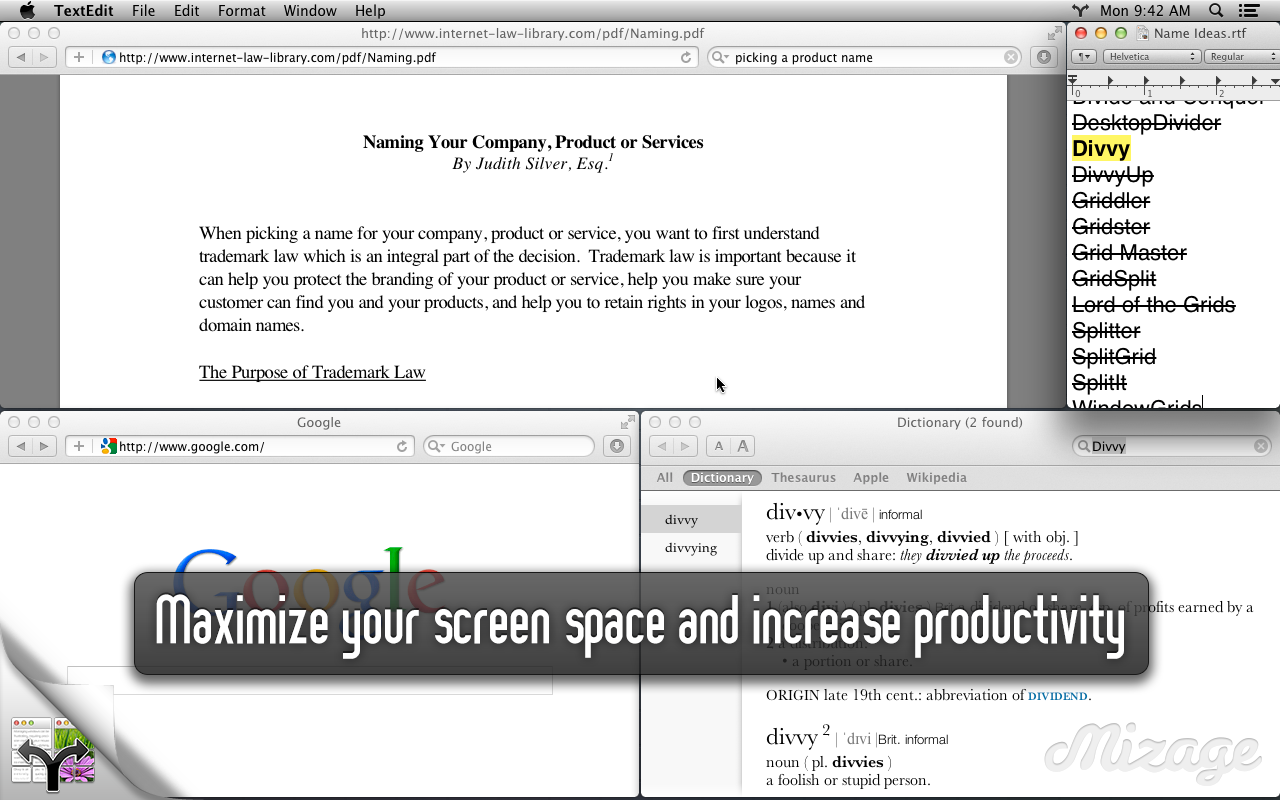 TextEdit File Edit Format Window Help
Mon 9:42 AM
http://www.internet-law-library.com/pdf/Naming.pdf
http://www.internet-law-library.com/pdf/Naming.pdf
picking a product name
Naming Your Company, Product or Services
By Judith Silver, Esq.1
When picking a name for your company, product or service, you want to first understand
trademark law which is an integral part of the decision. Trademark law is important because it
can help you protect the branding of your product or service, help you make sure your
customer can find you and your products, and help you to retain rights in your logos, names and
domain names.
The Purpose of Trademark Law
Name Ideas.rtf
Helvetica Regular
0 1 2
Divide and Conquer
DesktopDivider
Divvy
DivvyUp
Griddler
Gridster
Grid Master
GridSplit
Lord of the Grids
Splitter
SplitGrid
SplitIt
WindowGrids
Google
http://www.google.com/
Google
Google
Dictionary (2 found)
A A
Divvy
All Dictionary Thesaurus Apple Wikipedia
divvy
divvying
div•vy | ˈdivē | informal
verb ( divvies, divvying, divvied ) [ with obj. ]
divide up and share: they divvied up the proceeds.
noun
of profits earned by a
2 a distribution.
• a portion or share.
ORIGIN late 19th cent.: abbreviation of DIVIDEND.
divvy 2 | ˈdɪvi | Brit. informal
noun ( pl. divvies )
a foolish or stupid person.
Maximize your screen space and increase productivity
Mizage